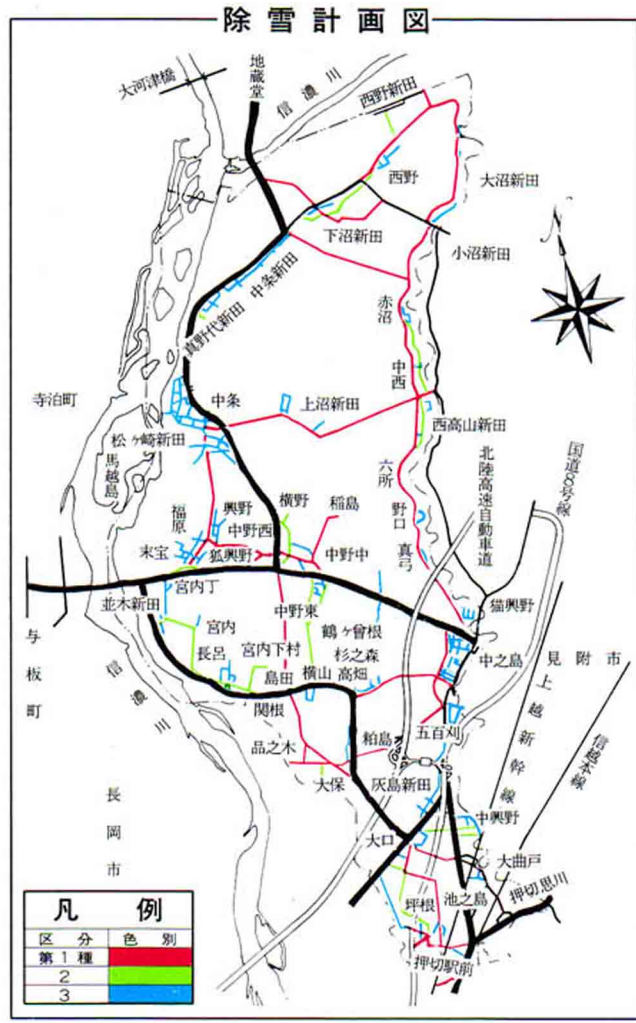 除雪計画図
地蔵堂
大河津橋
信濃川
西野新田
西野
大沼新田
下沼新田
小沼新田
中条新田
真野代新田
赤沼
中西
寺泊町
中条
上沼新田
西高山新田
松ヶ崎新田
馬越島
北陸高速自動車道
国道8号線
六所
福原
興野
横野
稲島
野口
中野西
末宝
狐興野
中野中
真弓
宮内丁
並木新田
中野東
猫興野
与板町
宮内
鶴ヶ曽根
中之島
見附市
長呂
宮内下村
杉之森
信濃川
島田
横山
高畑
上越新幹線
関根
五百刈
信越本線
品之木
粕島
大保
灰島新田
長岡市
中興野
大口
大曲戸
池之島
押切思川
坪根
押切駅前
凡例
区分 色別
第1種
2
3